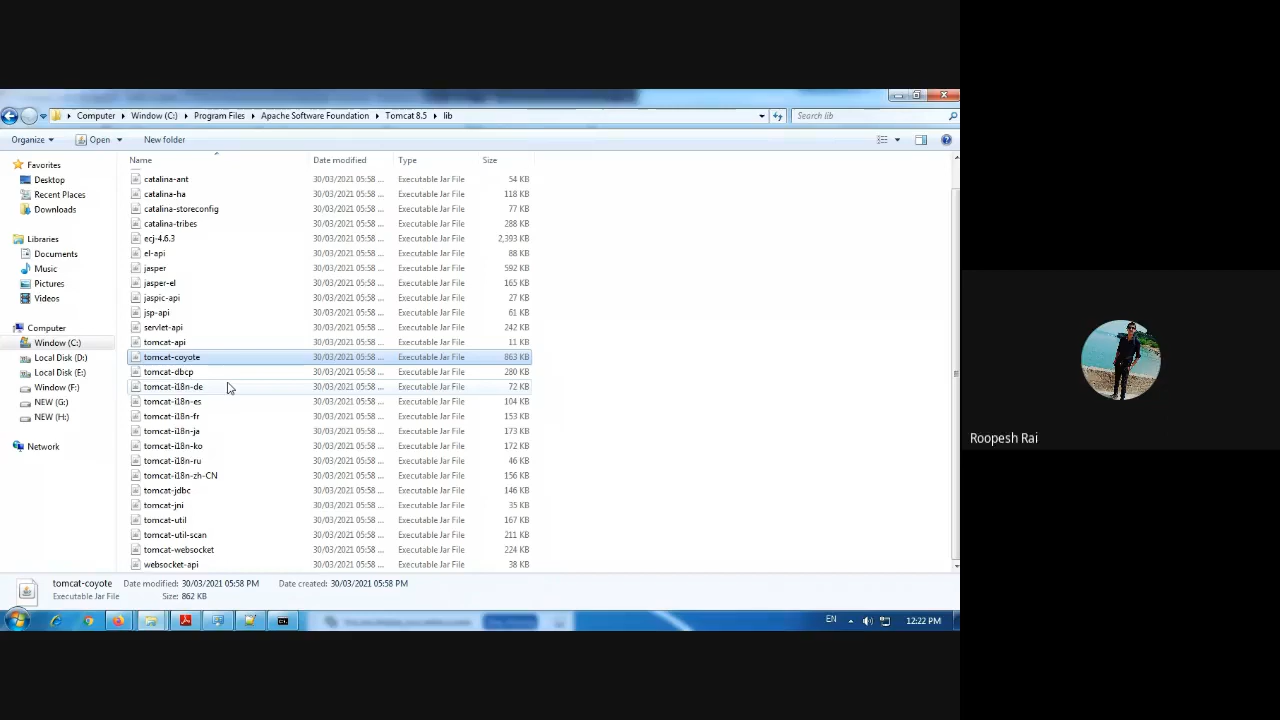 Computer Window (C:) Program Files Apache Software Foundation Tomcat 8.5 lib Search lib
Organize Open New folder
Name Date modified Type Size
Favorites
Desktop
Recent Places
Downloads
Libraries
Documents
Music
Pictures
Videos
Computer
Window (C:)
Local Disk (D:)
Local Disk (E:)
Window (F:)
NEW (G:)
NEW (H:)
Network
catalina-ant 30/03/2021 05:58 ... Executable Jar File 54 KB
catalina-ha 30/03/2021 05:58 ... Executable Jar File 118 KB
catalina-storeconfig 30/03/2021 05:58 ... Executable Jar File 77 KB
catalina-tribes 30/03/2021 05:58 ... Executable Jar File 288 KB
ecj-4.6.3 30/03/2021 05:58 ... Executable Jar File 2,393 KB
el-api 30/03/2021 05:58 ... Executable Jar File 88 KB
jasper 30/03/2021 05:58 ... Executable Jar File 592 KB
jasper-el 30/03/2021 05:58 ... Executable Jar File 165 KB
jaspic-api 30/03/2021 05:58 ... Executable Jar File 27 KB
jsp-api 30/03/2021 05:58 ... Executable Jar File 61 KB
servlet-api 30/03/2021 05:58 ... Executable Jar File 242 KB
tomcat-api 30/03/2021 05:58 ... Executable Jar File 11 KB
tomcat-coyote 30/03/2021 05:58 ... Executable Jar File 863 KB
tomcat-dbcp 30/03/2021 05:58 ... Executable Jar File 280 KB
tomcat-i18n-de 30/03/2021 05:58 ... Executable Jar File 72 KB
tomcat-i18n-es 30/03/2021 05:58 ... Executable Jar File 104 KB
tomcat-i18n-fr 30/03/2021 05:58 ... Executable Jar File 153 KB
tomcat-i18n-ja 30/03/2021 05:58 ... Executable Jar File 173 KB
tomcat-i18n-ko 30/03/2021 05:58 ... Executable Jar File 172 KB
tomcat-i18n-ru 30/03/2021 05:58 ... Executable Jar File 46 KB
tomcat-i18n-zh-CN 30/03/2021 05:58 ... Executable Jar File 156 KB
tomcat-jdbc 30/03/2021 05:58 ... Executable Jar File 146 KB
tomcat-jni 30/03/2021 05:58 ... Executable Jar File 35 KB
tomcat-util 30/03/2021 05:58 ... Executable Jar File 167 KB
tomcat-util-scan 30/03/2021 05:58 ... Executable Jar File 211 KB
tomcat-websocket 30/03/2021 05:58 ... Executable Jar File 224 KB
websocket-api 30/03/2021 05:58 ... Executable Jar File 38 KB
tomcat-coyote Date modified: 30/03/2021 05:58 PM Date created: 30/03/2021 05:58 PM
Executable Jar File Size: 862 KB
EN 12:22 PM
Roopesh Rai